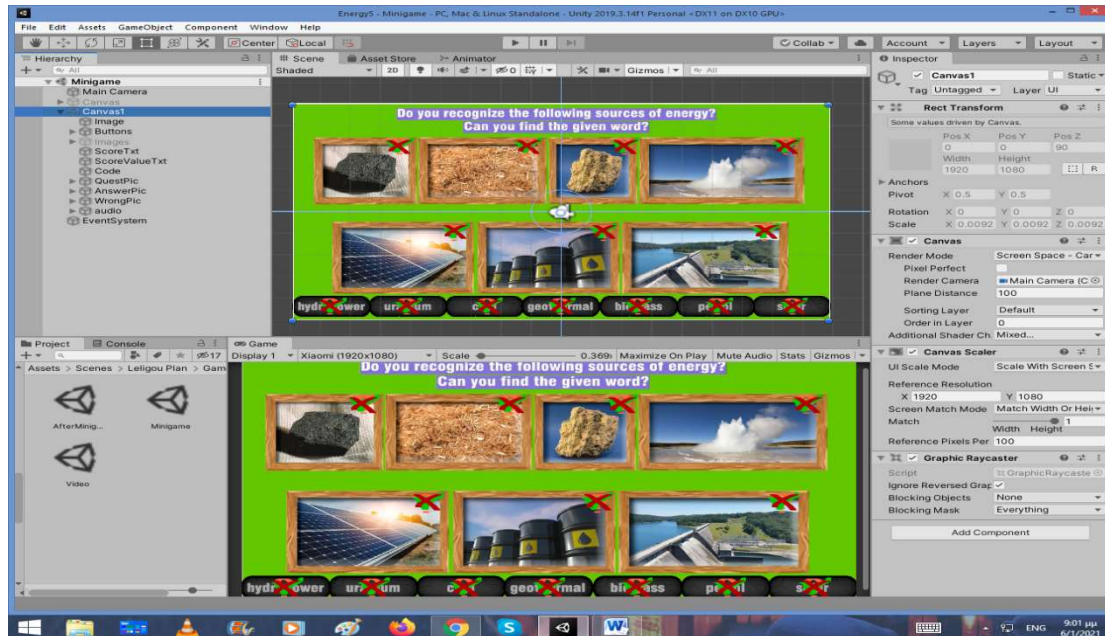 Energy5 - Minigame - PC, Mac & Linux Standalone - Unity 2019.3.14f1 Personal <DX11 on DX10 GPU>
File Edit Assets GameObject Component Window Help
Center Local Collab Account Layers Layout
Hierarchy
All
Minigame
Main Camera
Canvas
Canvas1
Image
Buttons
Images
ScoreTxt
ScoreValueTxt
Code
QuestPic
AnswerPic
WrongPic
audio
EventSystem
Scene Asset Store Animator
Shaded 2D 0 Gizmos All
Do you recognize the following sources of energy?
Can you find the given word?
Project Console
17
Assets > Scenes > Leligou Plan > Gam
AfterMinig... Minigame
Video
Game
Display 1 Xiaomi (1920x1080) Scale 0.369 Maximize On Play Mute Audio Stats Gizmos
Do you recognize the following sources of energy?
Can you find the given word?
Inspector
Canvas1 Static
Tag Untagged Layer UI
Rect Transform
Some values driven by Canvas.
Pos X Pos Y Pos Z
0 0 90
Width Height
1920 1080 R
Anchors
Pivot X 0.5 Y 0.5
Rotation X 0 Y 0 Z 0
Scale X 0.0092 Y 0.0092 Z 0.0092
Canvas
Render Mode Screen Space - Car
Pixel Perfect
Render Camera Main Camera (C
Plane Distance 100
Sorting Layer Default
Order in Layer 0
Additional Shader Ch Mixed...
Canvas Scaler
UI Scale Mode Scale With Screen S
Reference Resolution
X 1920 Y 1080
Screen Match Mode Match Width Or Hei
Match 1
Width Height
Reference Pixels Per 100
Graphic Raycaster
Script GraphicRaycaste
Ignore Reversed Grap
Blocking Objects None
Blocking Mask Everything
Add Component
ENG 9:01 μμ
6/1/2021